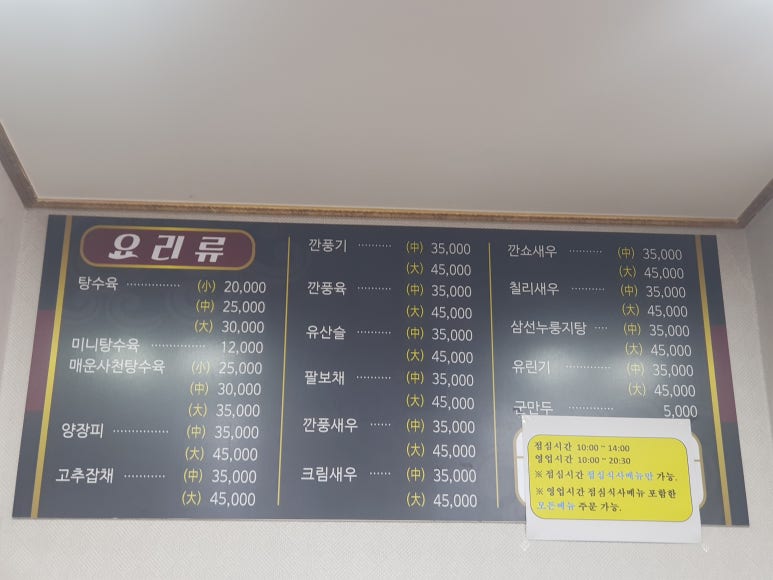 요리류
탕수육 ··············· (小) 20,000
(中) 25,000
(大) 30,000
미니탕수육 ··············· 12,000
매운사천탕수육 (小) 25,000
(中) 30,000
(大) 35,000
양장피 ··············· (中) 35,000
(大) 45,000
고추잡채 ··········· (中) 35,000
(大) 45,000
깐풍기 ·········· (中) 35,000
(大) 45,000
깐풍육 ·········· (中) 35,000
(大) 45,000
유산슬 ·········· (中) 35,000
(大) 45,000
팔보채 ·········· (中) 35,000
(大) 45,000
깐풍새우 ······ (中) 35,000
(大) 45,000
크림새우 ······ (中) 35,000
(大) 45,000
깐쇼새우 ·········· (中) 35,000
(大) 45,000
칠리새우 ·········· (中) 35,000
(大) 45,000
삼선누룽지탕 ···· (中) 35,000
(大) 45,000
유린기 ············ (中) 35,000
(大) 45,000
군만두 ··············· 5,000
점심시간 10:00 ~ 14:00
영업시간 10:00 ~ 20:30
※ 점심시간 점심식사메뉴만 가능.
※ 영업시간 점심식사메뉴 포함한
모든메뉴 주문 가능.